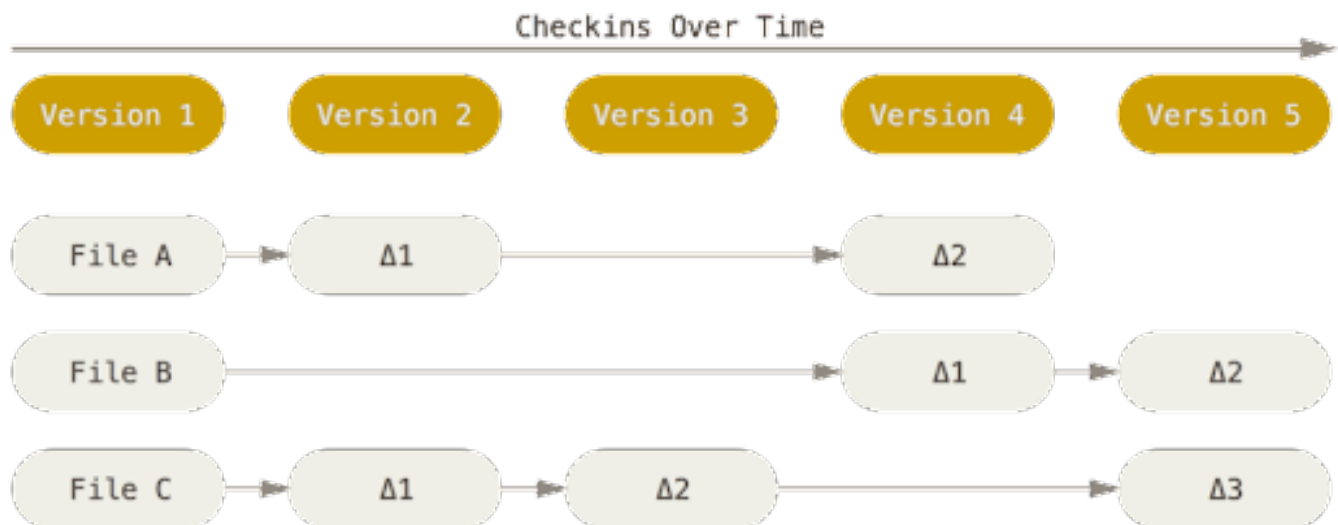 Checkins Over Time
Version 1 Version 2 Version 3 Version 4 Version 5
File A Δ1 Δ2
File B Δ1 Δ2
File C Δ1 Δ2 Δ3